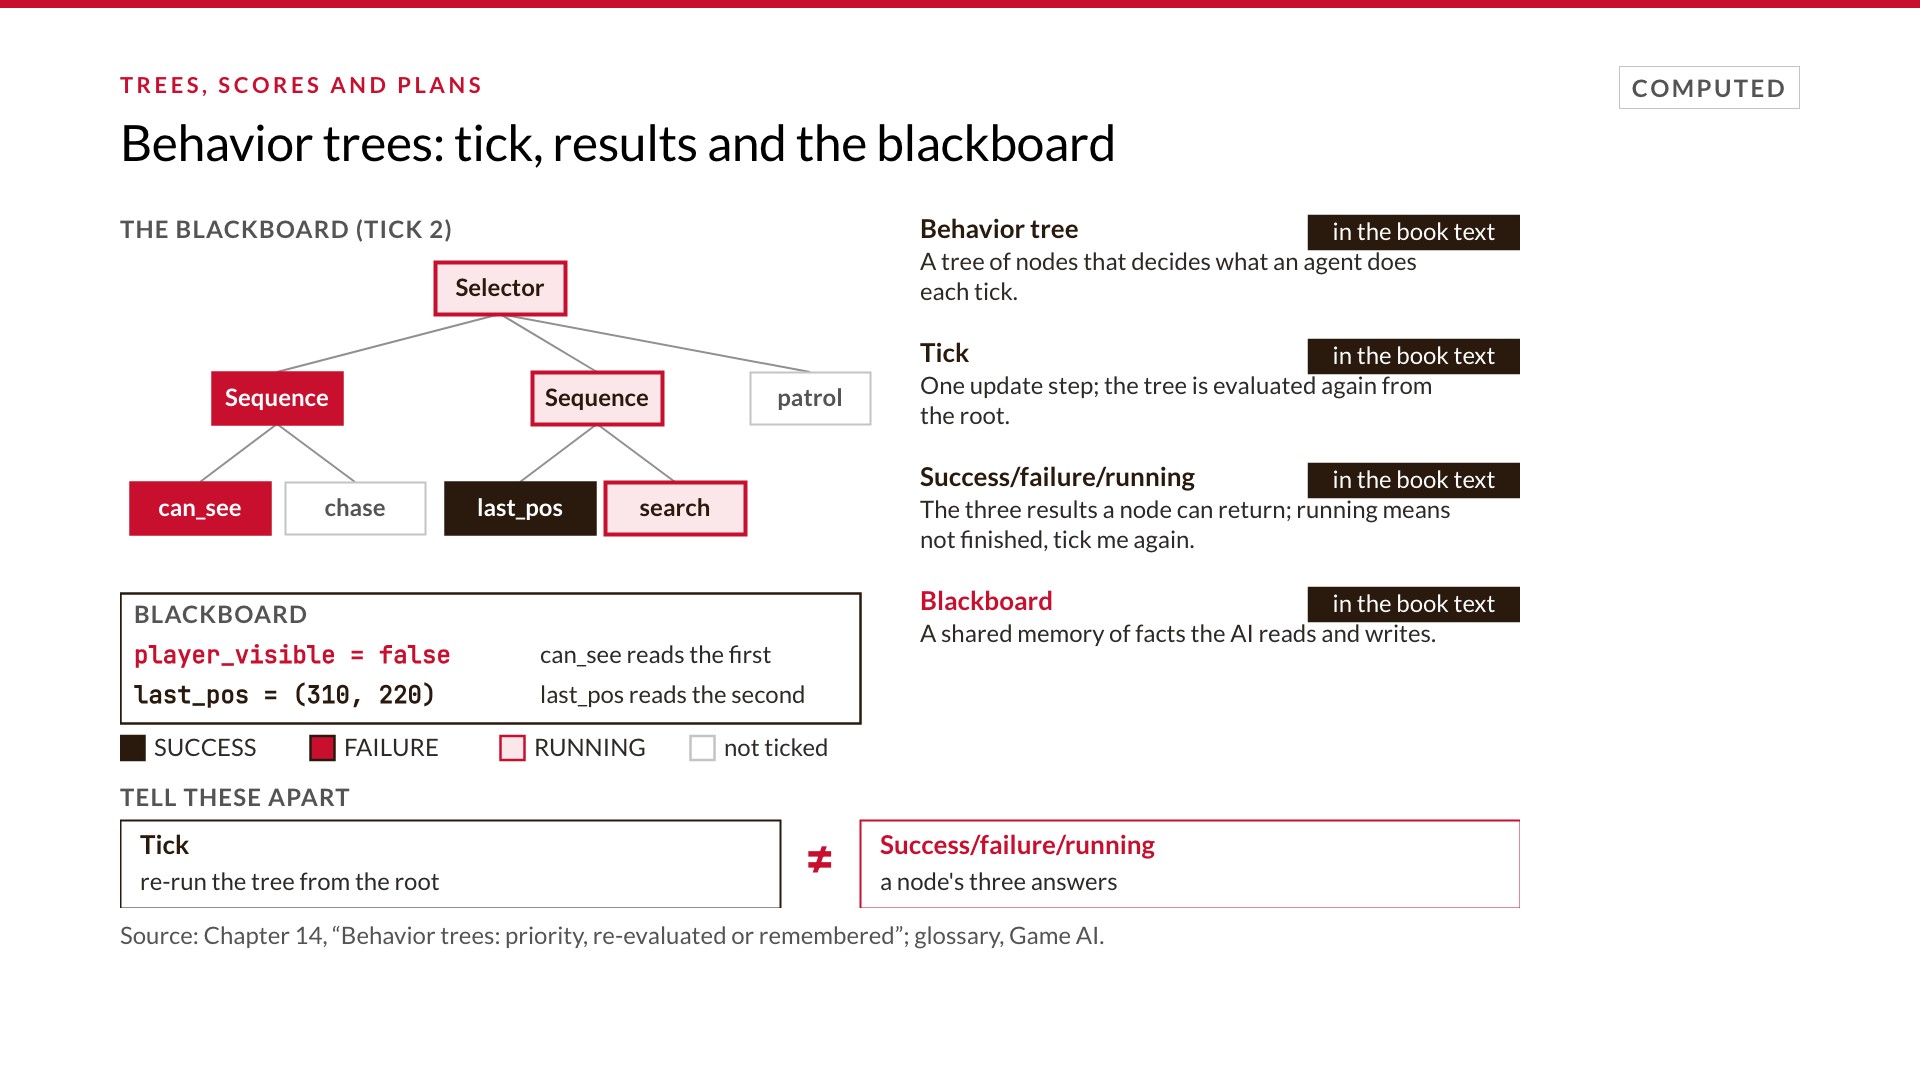 TREES, SCORES AND PLANS
COMPUTED
Behavior trees: tick, results and the blackboard
THE BLACKBOARD (TICK 2)
Selector
Sequence
Sequence
patrol
can_see
chase
last_pos
search
BLACKBOARD
player_visible = false
can_see reads the first
last_pos = (310, 220)
last_pos reads the second
SUCCESS
FAILURE
RUNNING
not ticked
Behavior tree
in the book text
A tree of nodes that decides what an agent does
each tick.
Tick
in the book text
One update step; the tree is evaluated again from
the root.
Success/failure/running
in the book text
The three results a node can return; running means
not finished, tick me again.
Blackboard
in the book text
A shared memory of facts the AI reads and writes.
TELL THESE APART
Tick
re-run the tree from the root
≠
Success/failure/running
a node's three answers
Source: Chapter 14, “Behavior trees: priority, re-evaluated or remembered”; glossary, Game AI.